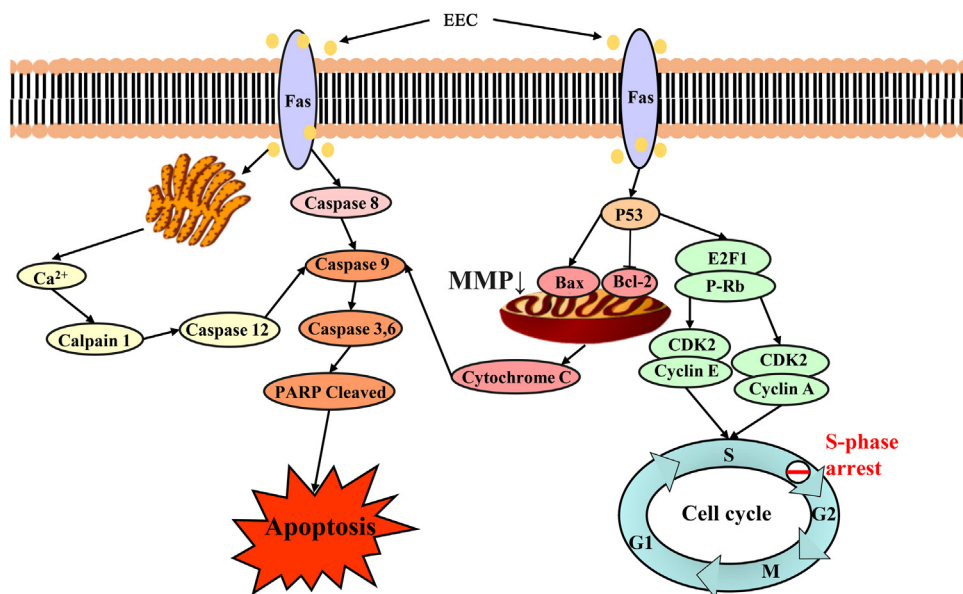 EEC
Fas
Fas
Caspase 8
P53
Ca²⁺
Caspase 9
MMP↓
Bax
Bcl-2
E2F1
P-Rb
Calpain 1
Caspase 12
Caspase 3,6
CDK2
Cyclin E
CDK2
Cyclin A
PARP Cleaved
Cytochrome C
S-phase
arrest
S
Apoptosis
Cell cycle
G2
G1
M